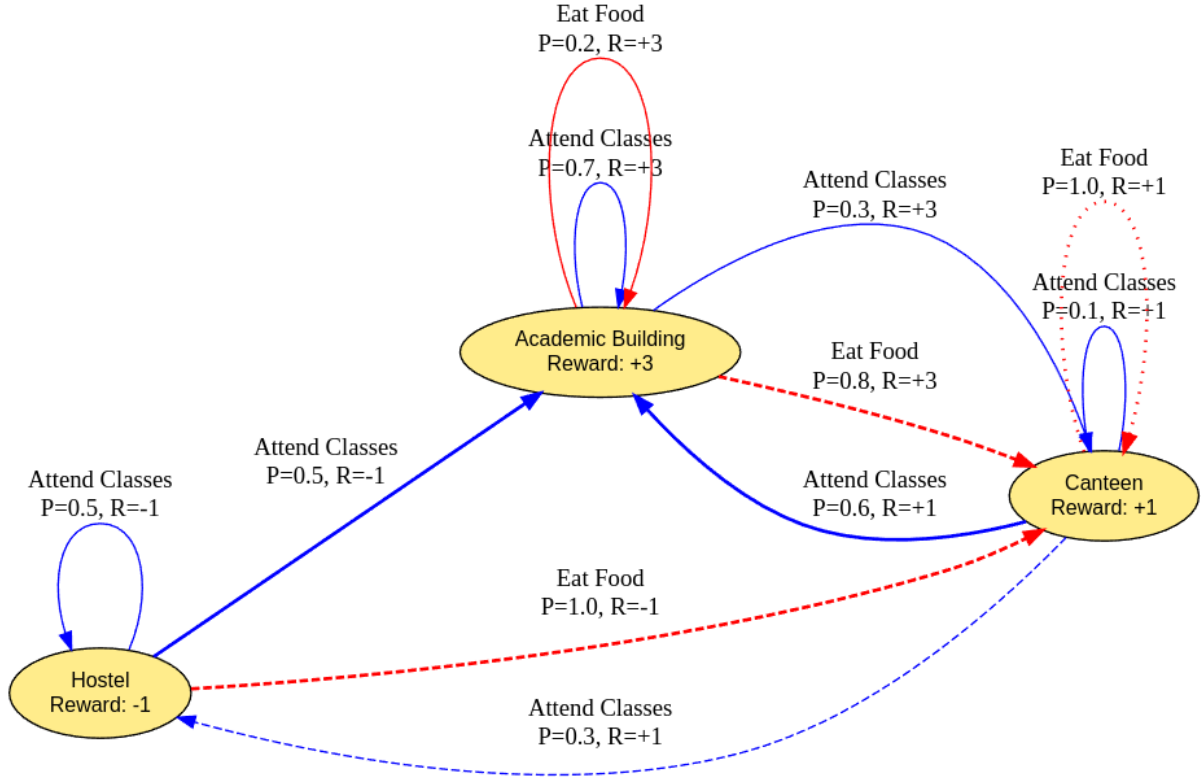 Eat Food
P=0.2, R=+3
Attend Classes
P=0.7, R=+3
Eat Food
P=1.0, R=+1
Attend Classes
P=0.3, R=+3
Attend Classes
P=0.1, R=+1
Academic Building
Reward: +3
Eat Food
P=0.8, R=+3
Attend Classes
P=0.5, R=-1
Attend Classes
P=0.5, R=-1
Attend Classes
P=0.6, R=+1
Canteen
Reward: +1
Eat Food
P=1.0, R=-1
Hostel
Reward: -1
Attend Classes
P=0.3, R=+1